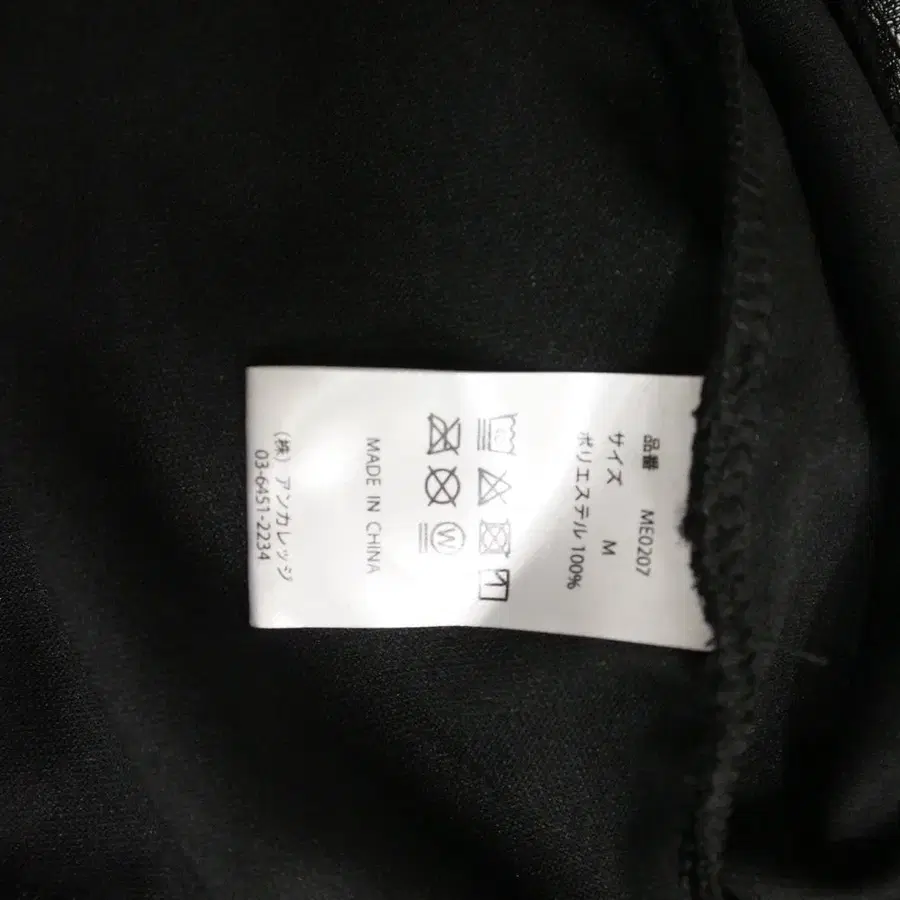 品番 ME0207
サイズ M
ポリエステル 100%
W
MADE IN CHINA
(株) アンカレッジ
03-6451-2234